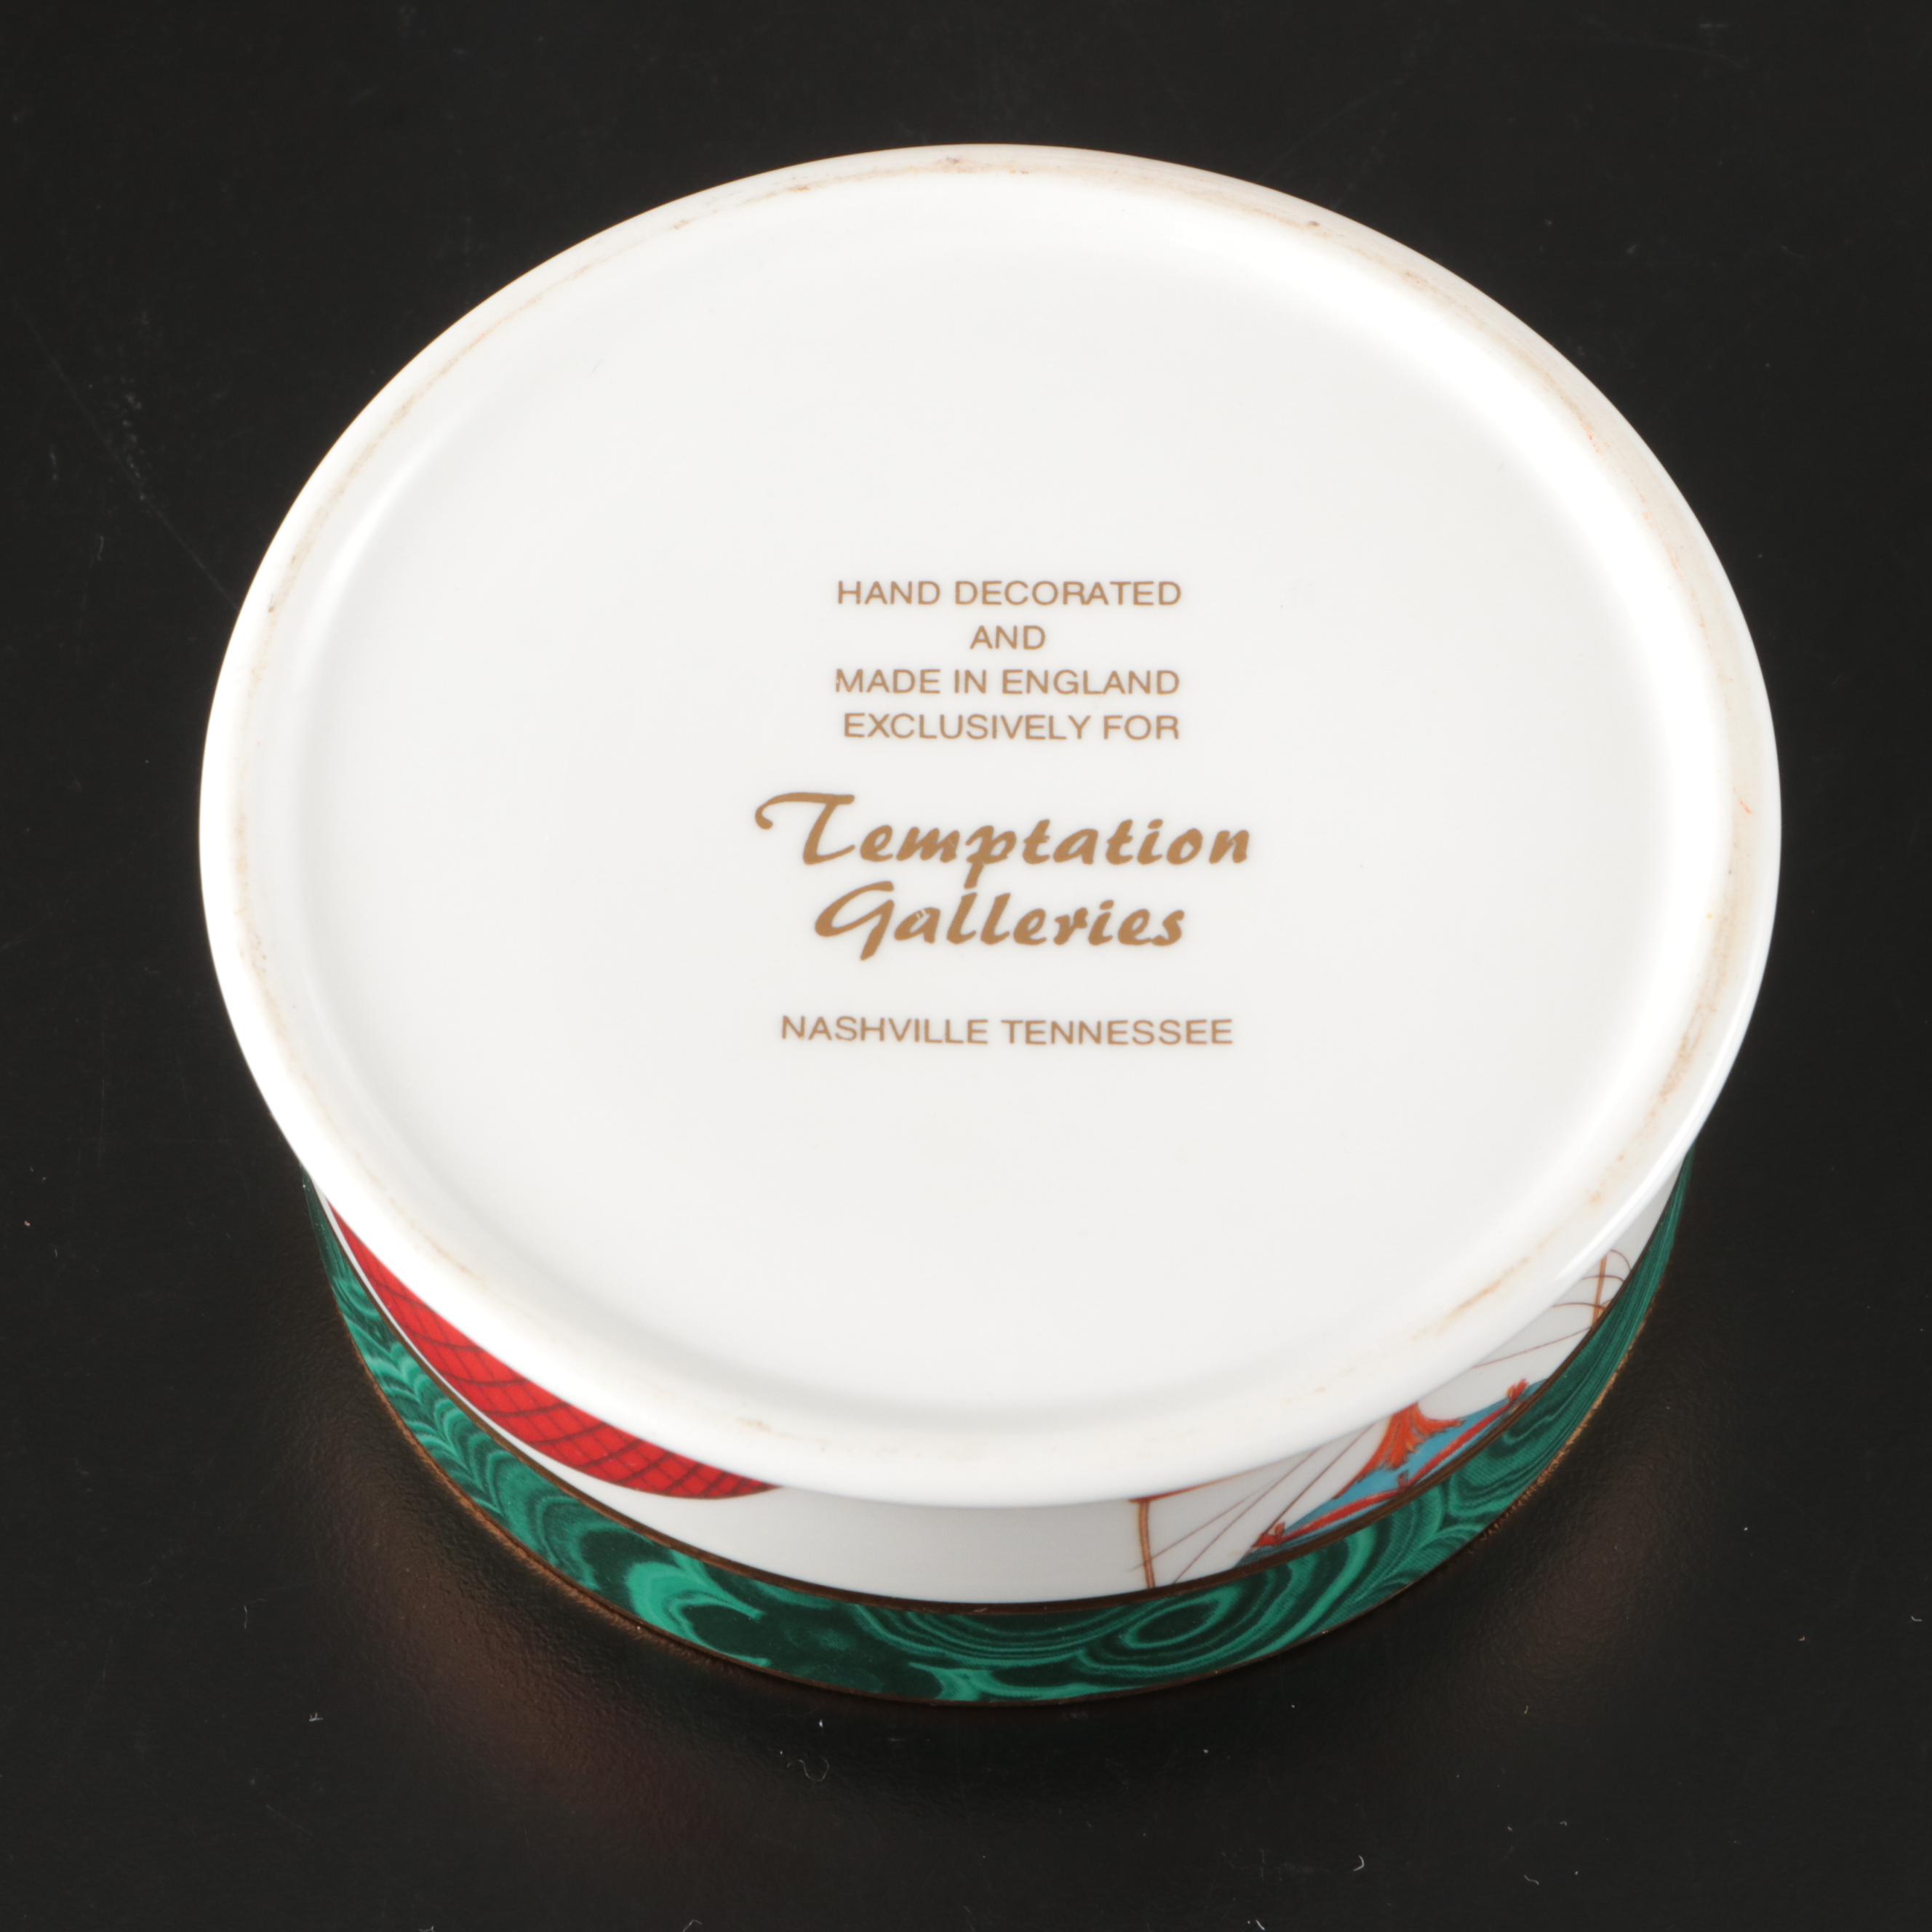 HAND DECORATED
AND
MADE IN ENGLAND
EXCLUSIVELY FOR
Temptation
Galleries
NASHVILLE TENNESSEE